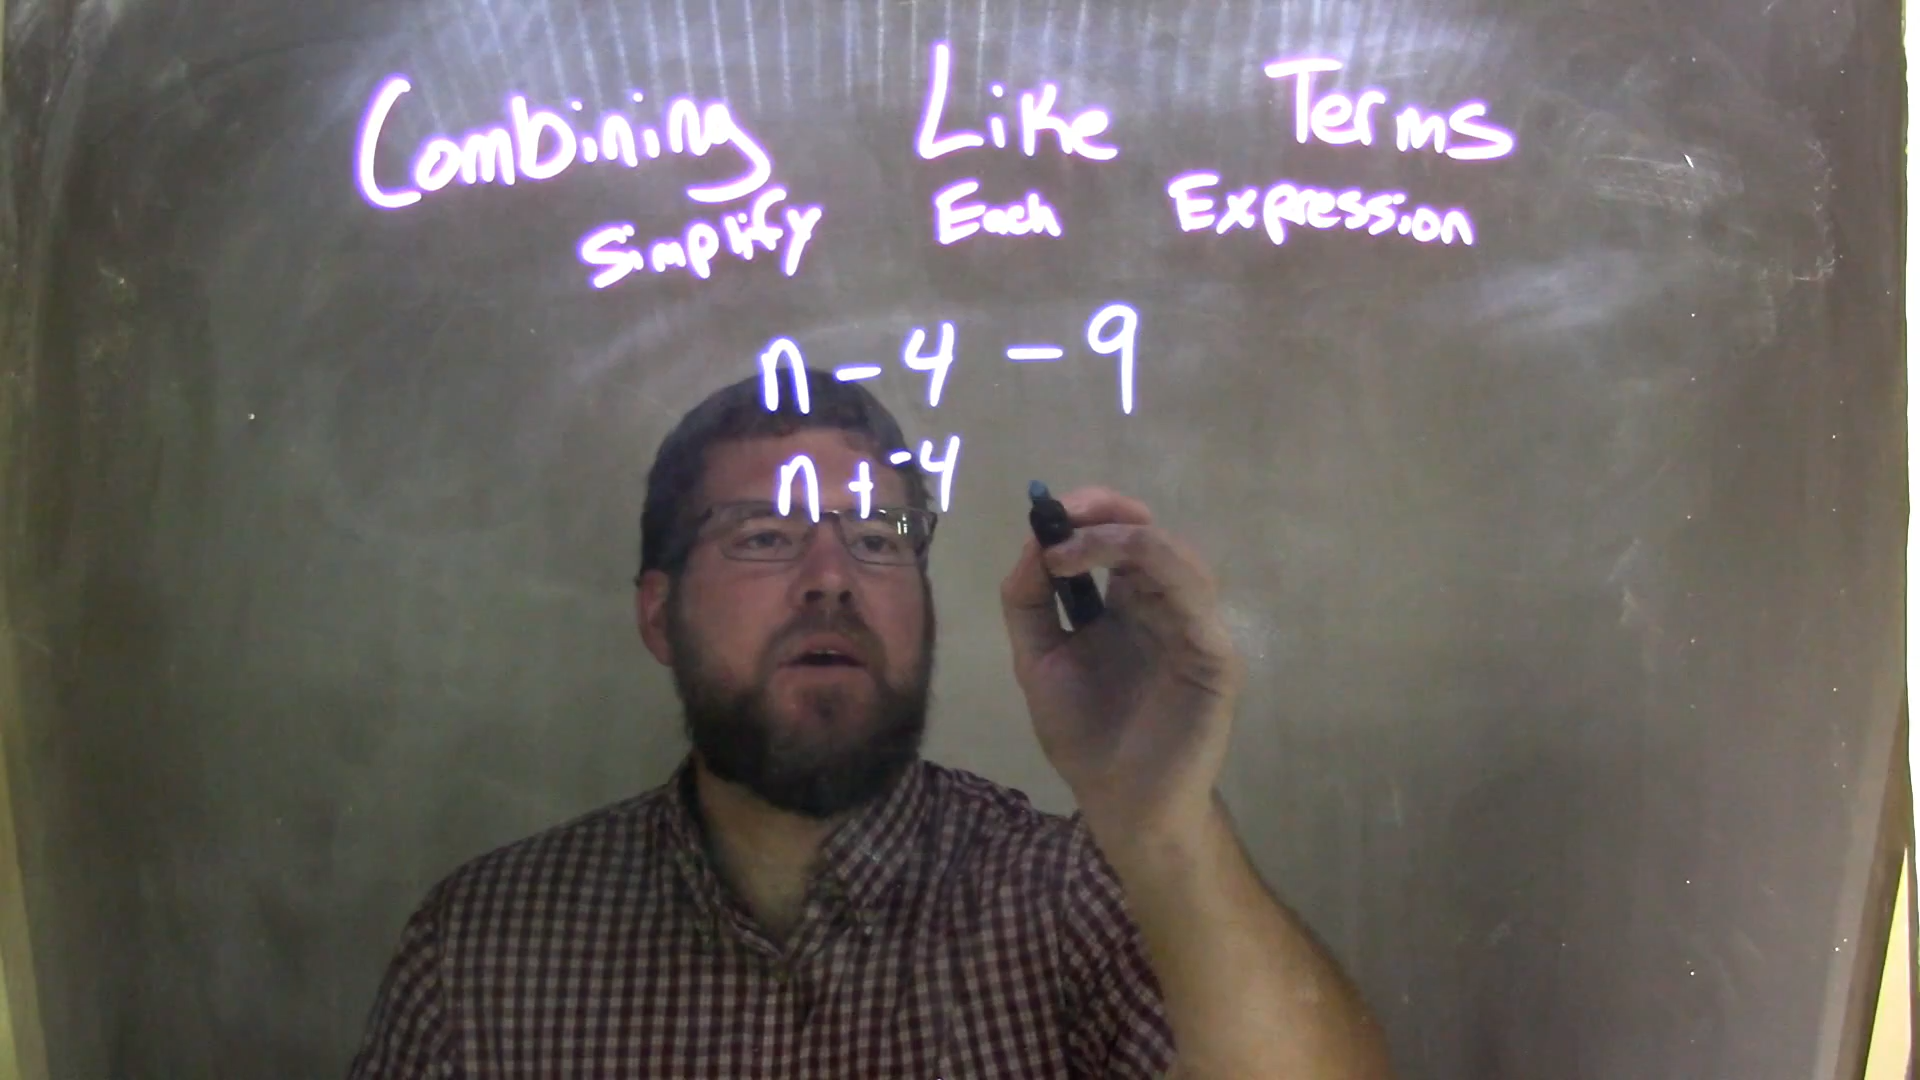 Combining Like Terms
Simplify Each Expression
n - 4 - 9
n + -4